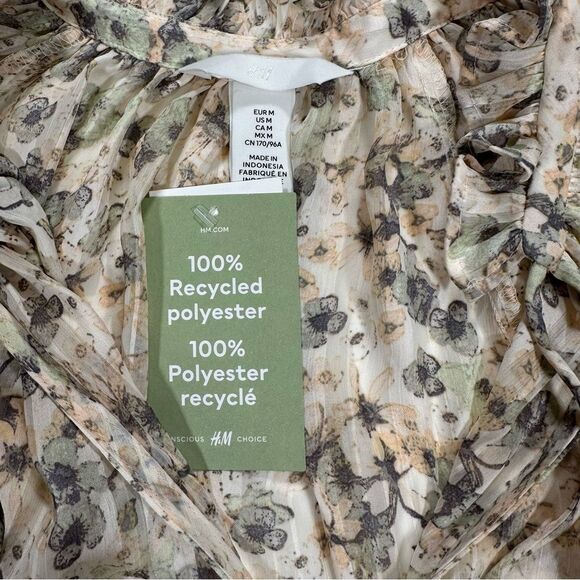 H&M
EUR M
US M
CA M
MX M
CN 170/96A
MADE IN
INDONESIA
FABRIQUÉ EN
HM.COM
100%
Recycled
polyester
100%
Polyester
recyclé
NSCIOUS H&M CHOICE